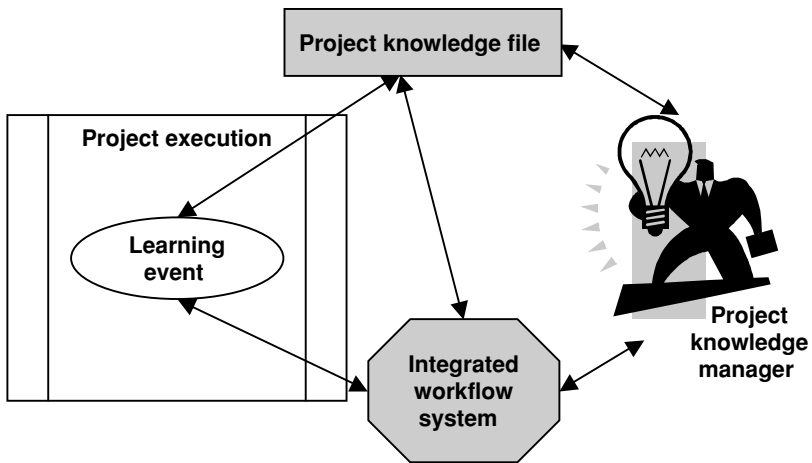 Project knowledge file
Project execution
Learning
event
Integrated
workflow
system
Project
knowledge
manager